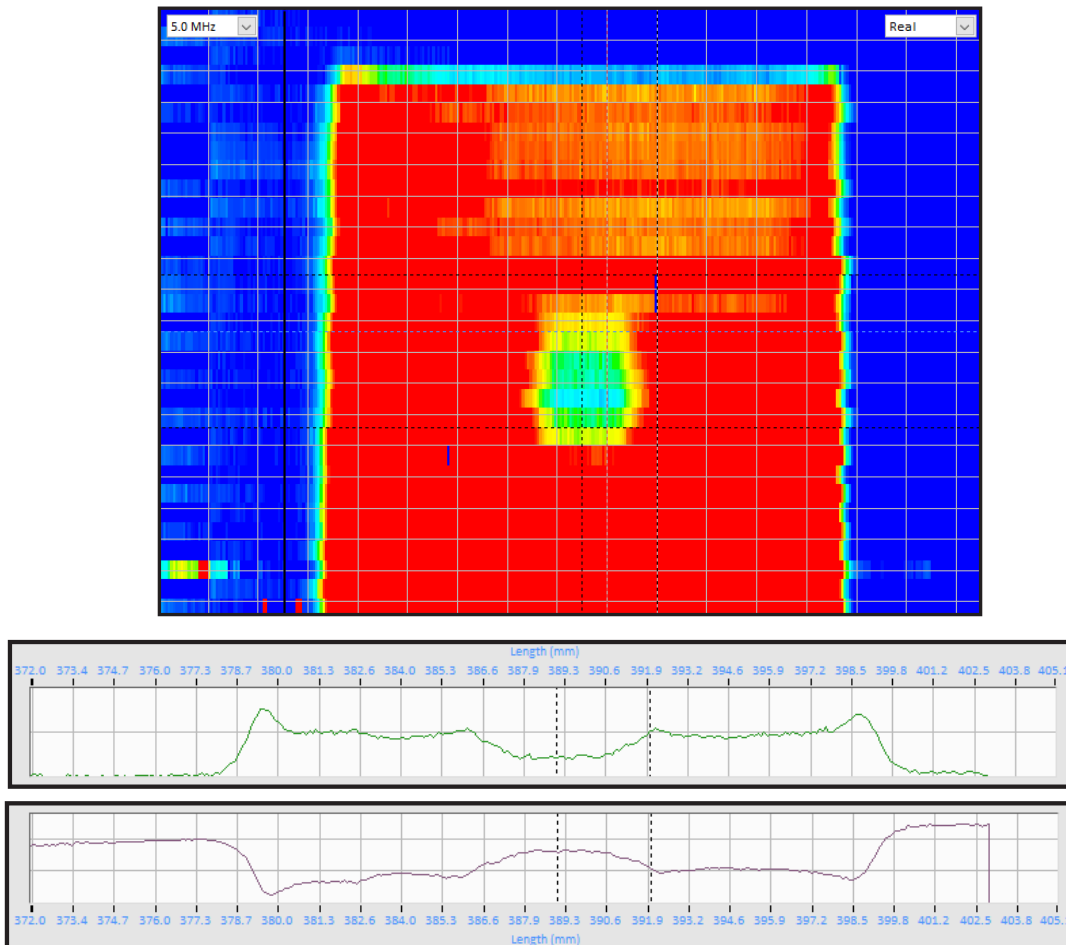 5.0 MHz
Real
Length (mm)
372.0 373.4 374.7 376.0 377.3 378.7 380.0 381.3 382.6 384.0 385.3 386.6 387.9 389.3 390.6 391.9 393.2 394.6 395.9 397.2 398.5 399.8 401.2 402.5 403.8 405.1
372.0 373.4 374.7 376.0 377.3 378.7 380.0 381.3 382.6 384.0 385.3 386.6 387.9 389.3 390.6 391.9 393.2 394.6 395.9 397.2 398.5 399.8 401.2 402.5 403.8 405.
Length (mm)